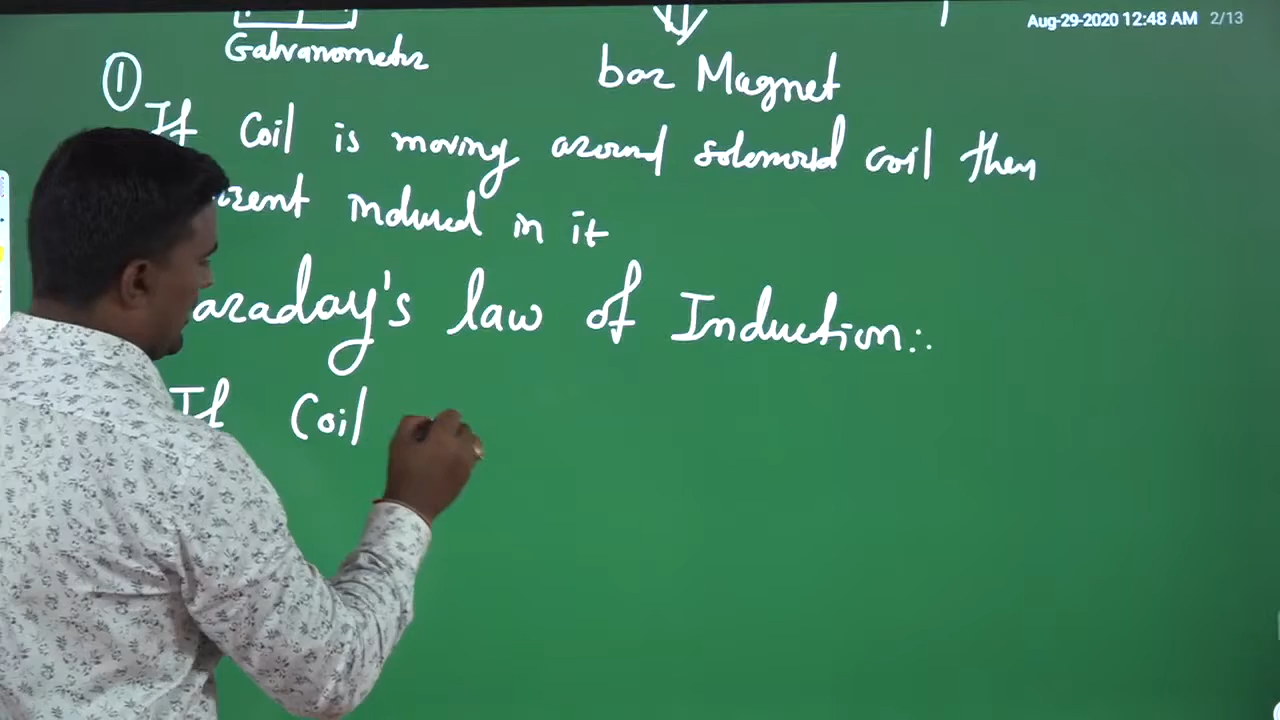 Aug-29-2020 12:48 AM 2/13
Galvanometer
bar Magnet
①
If Coil is moving around solenoid coil then
induced in it
Faraday's law of Induction:-
If Coil